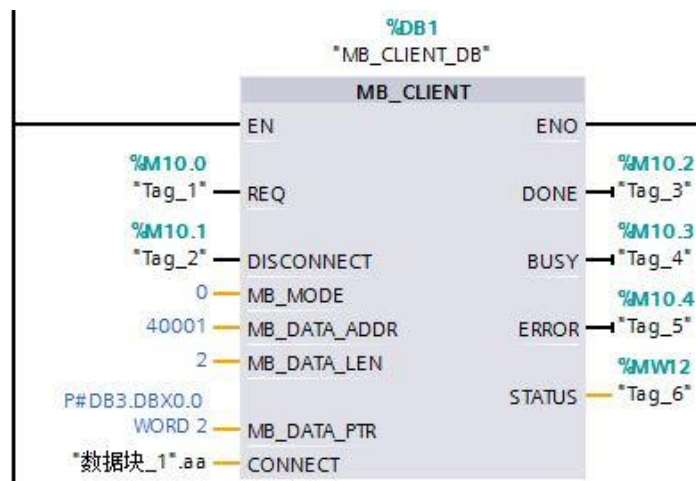 %DB1
"MB_CLIENT_DB"
MB_CLIENT
EN ENO
%M10.0 %M10.2
"Tag_1" REQ DONE "Tag_3"
%M10.1 %M10.3
"Tag_2" DISCONNECT BUSY "Tag_4"
0 MB_MODE %M10.4
40001 MB_DATA_ADDR ERROR "Tag_5"
2 MB_DATA_LEN %MW12
P#DB3.DBX0.0 STATUS "Tag_6"
WORD 2 MB_DATA_PTR
"数据块_1".aa CONNECT